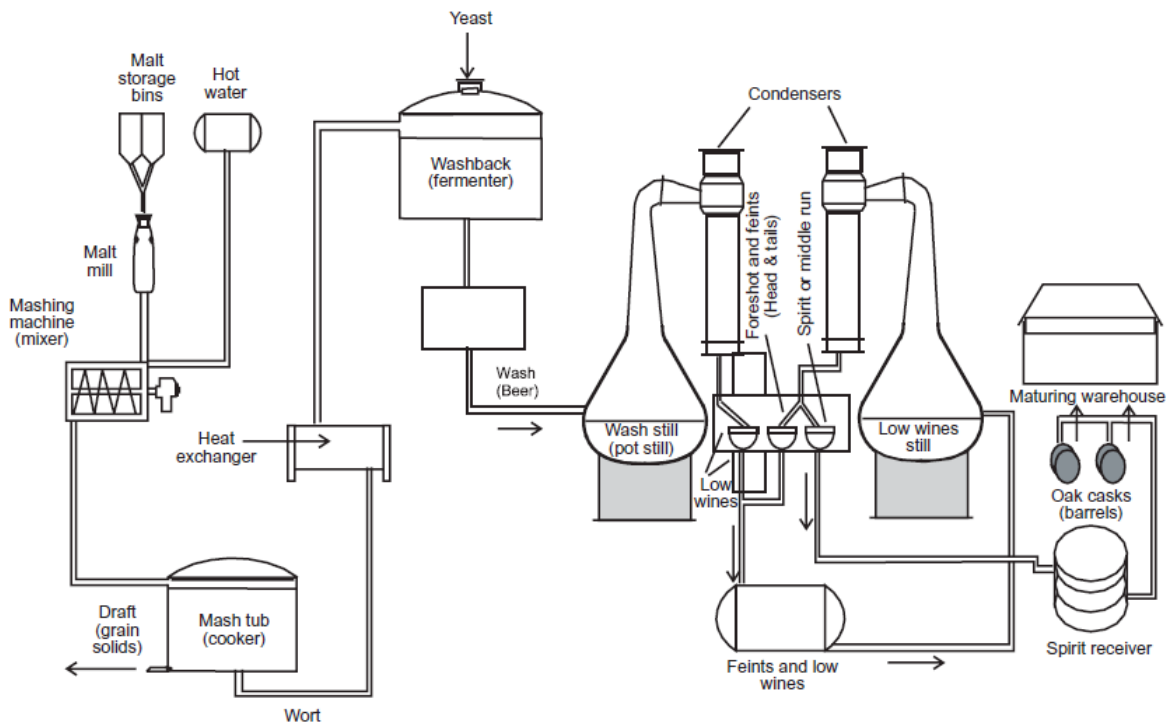 Yeast
Malt
storage
bins
Hot
water
Condensers
Washback
(fermenter)
Foreshot and feints
(Head & tails)
Spirit or middle run
Malt
mill
Mashing
machine
(mixer)
Wash
(Beer)
Maturing warehouse
Heat
exchanger
Wash still
(pot still)
Low wines
still
Low
wines
Oak casks
(barrels)
Draft
(grain
solids)
Mash tub
(cooker)
Spirit receiver
Feints and low
wines
Wort